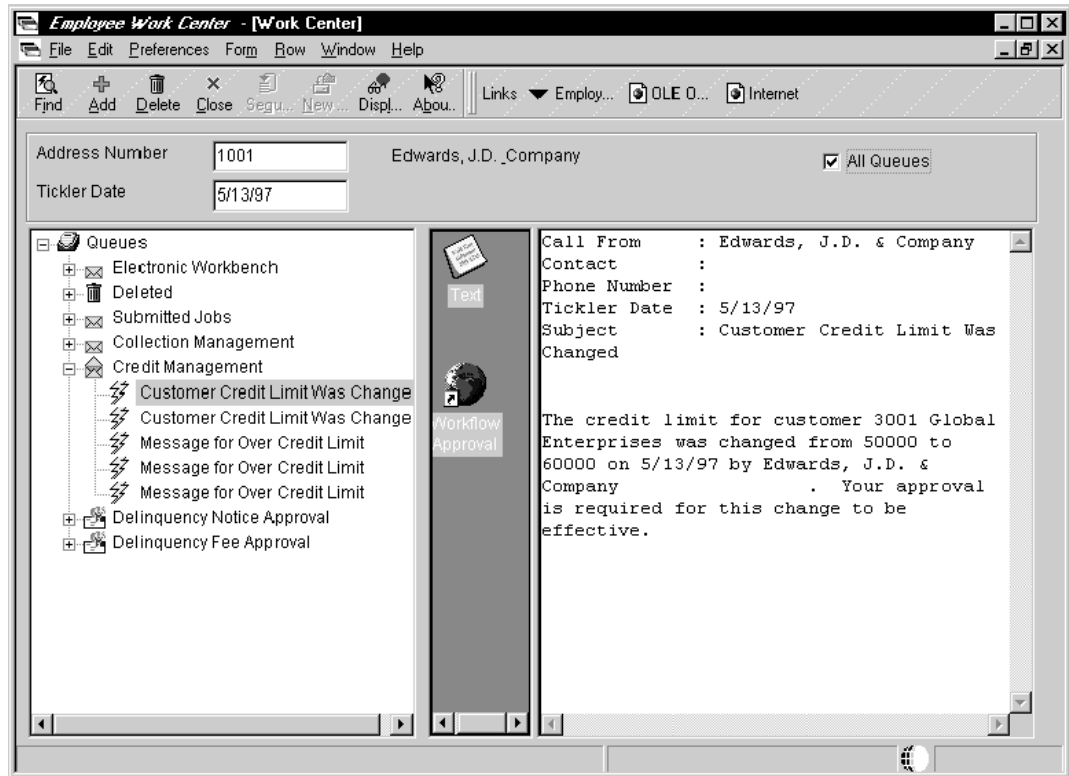 Employee Work Center - [Work Center]
File Edit Preferences Form Row Window Help
Find Add Delete Close Sequ... New ... Displ... Abou.. Links Employ... OLE O... Internet
Address Number 1001 Edwards, J.D. _Company All Queues
Tickler Date 5/13/97
Queues
Electronic Workbench
Deleted
Submitted Jobs
Collection Management
Credit Management
Customer Credit Limit Was Change
Customer Credit Limit Was Change
Message for Over Credit Limit
Message for Over Credit Limit
Message for Over Credit Limit
Delinquency Notice Approval
Delinquency Fee Approval
Text
Workflow
Approval
Call From : Edwards, J.D. & Company
Contact :
Phone Number :
Tickler Date : 5/13/97
Subject : Customer Credit Limit Was
Changed
The credit limit for customer 3001 Global
Enterprises was changed from 50000 to
60000 on 5/13/97 by Edwards, J.D. &
Company . Your approval
is required for this change to be
effective.